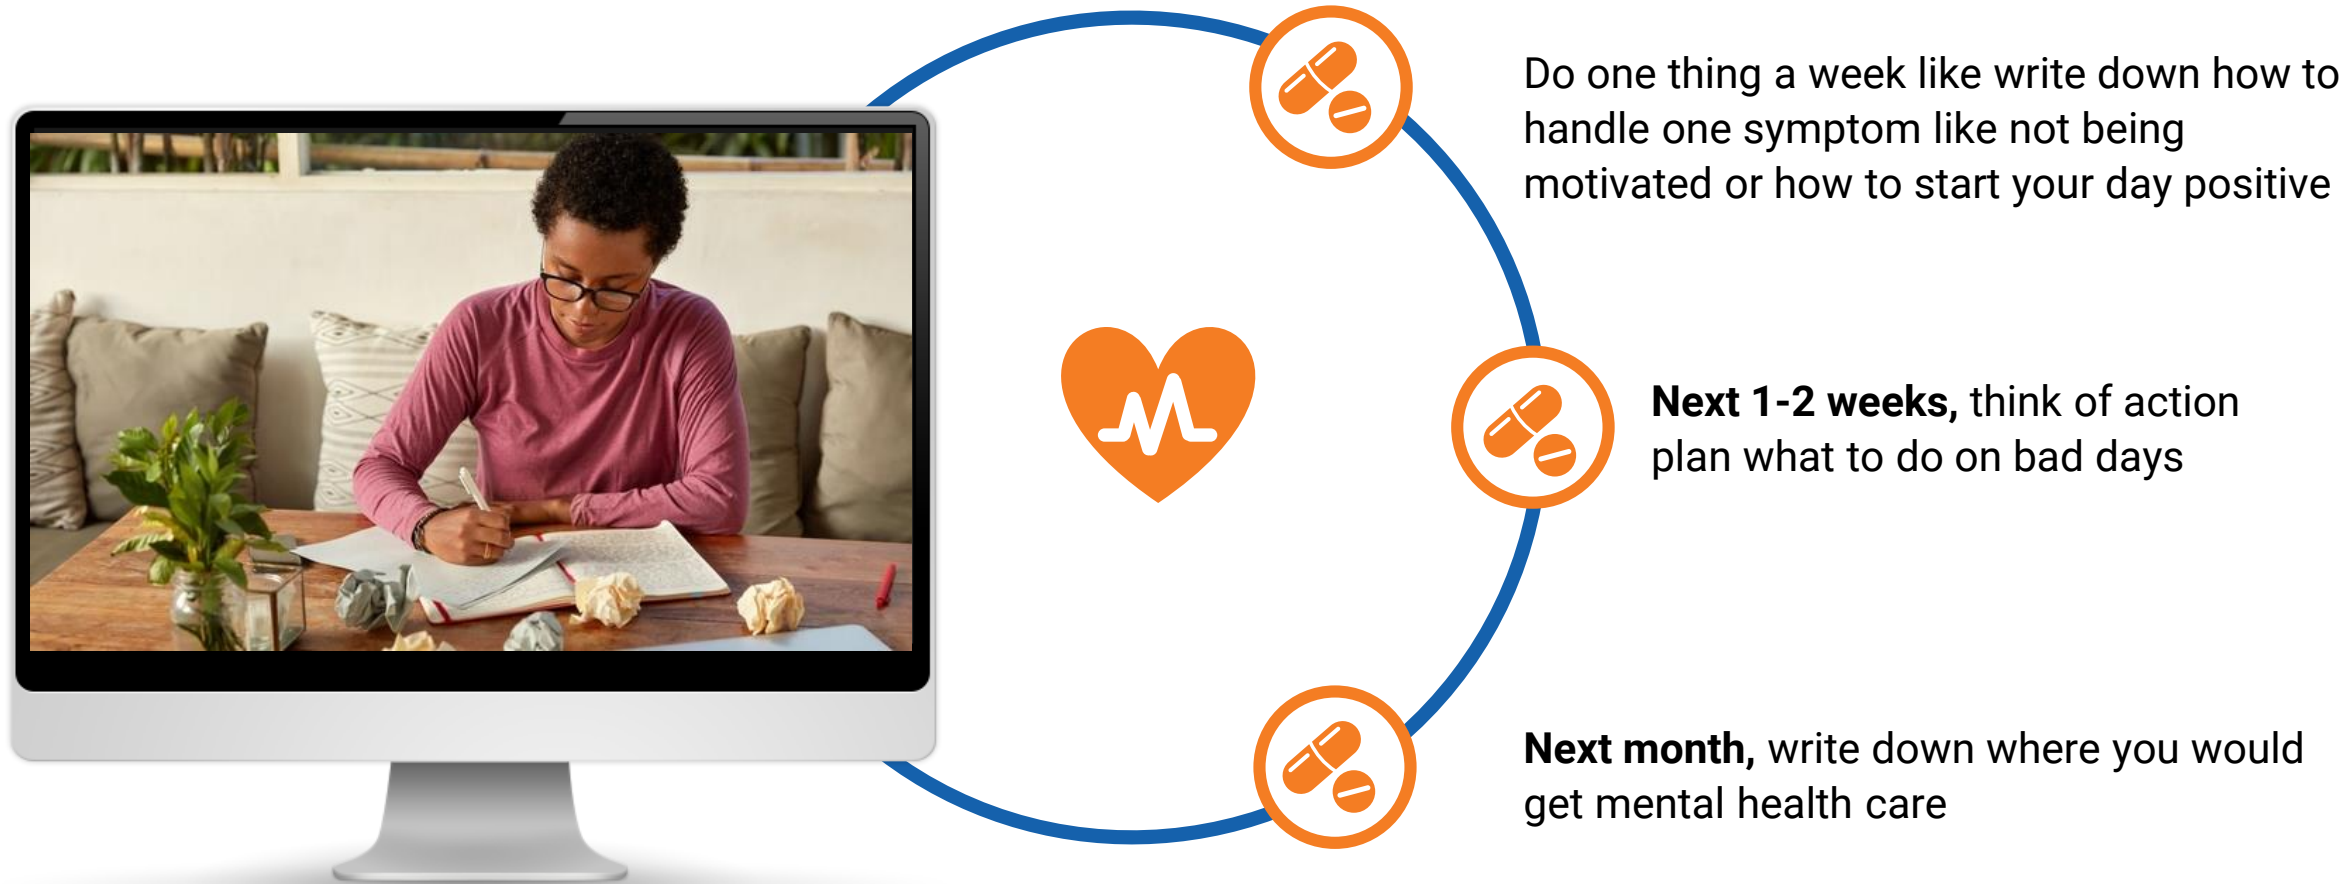 Do one thing a week like write down how to
handle one symptom like not being
motivated or how to start your day positive
Next 1-2 weeks, think of action
plan what to do on bad days
Next month, write down where you would
get mental health care